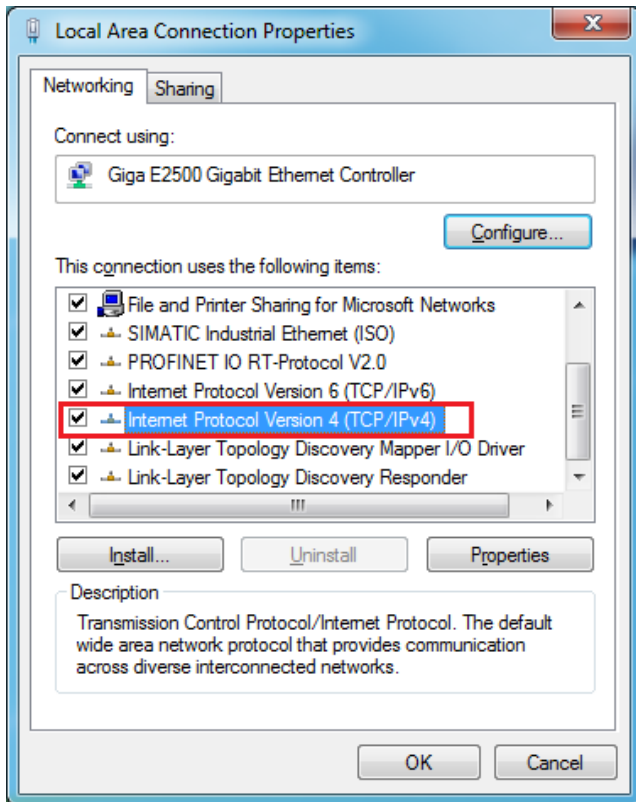 Local Area Connection Properties
Networking
Sharing
Connect using:
Giga E2500 Gigabit Ethernet Controller
Configure...
This connection uses the following items:
File and Printer Sharing for Microsoft Networks
SIMATIC Industrial Ethernet (ISO)
PROFINET IO RT-Protocol V2.0
Internet Protocol Version 6 (TCP/IPv6)
Internet Protocol Version 4 (TCP/IPv4)
Link-Layer Topology Discovery Mapper I/O Driver
Link-Layer Topology Discovery Responder
Install...
Uninstall
Properties
Description
Transmission Control Protocol/Internet Protocol. The default
wide area network protocol that provides communication
across diverse interconnected networks.
OK
Cancel